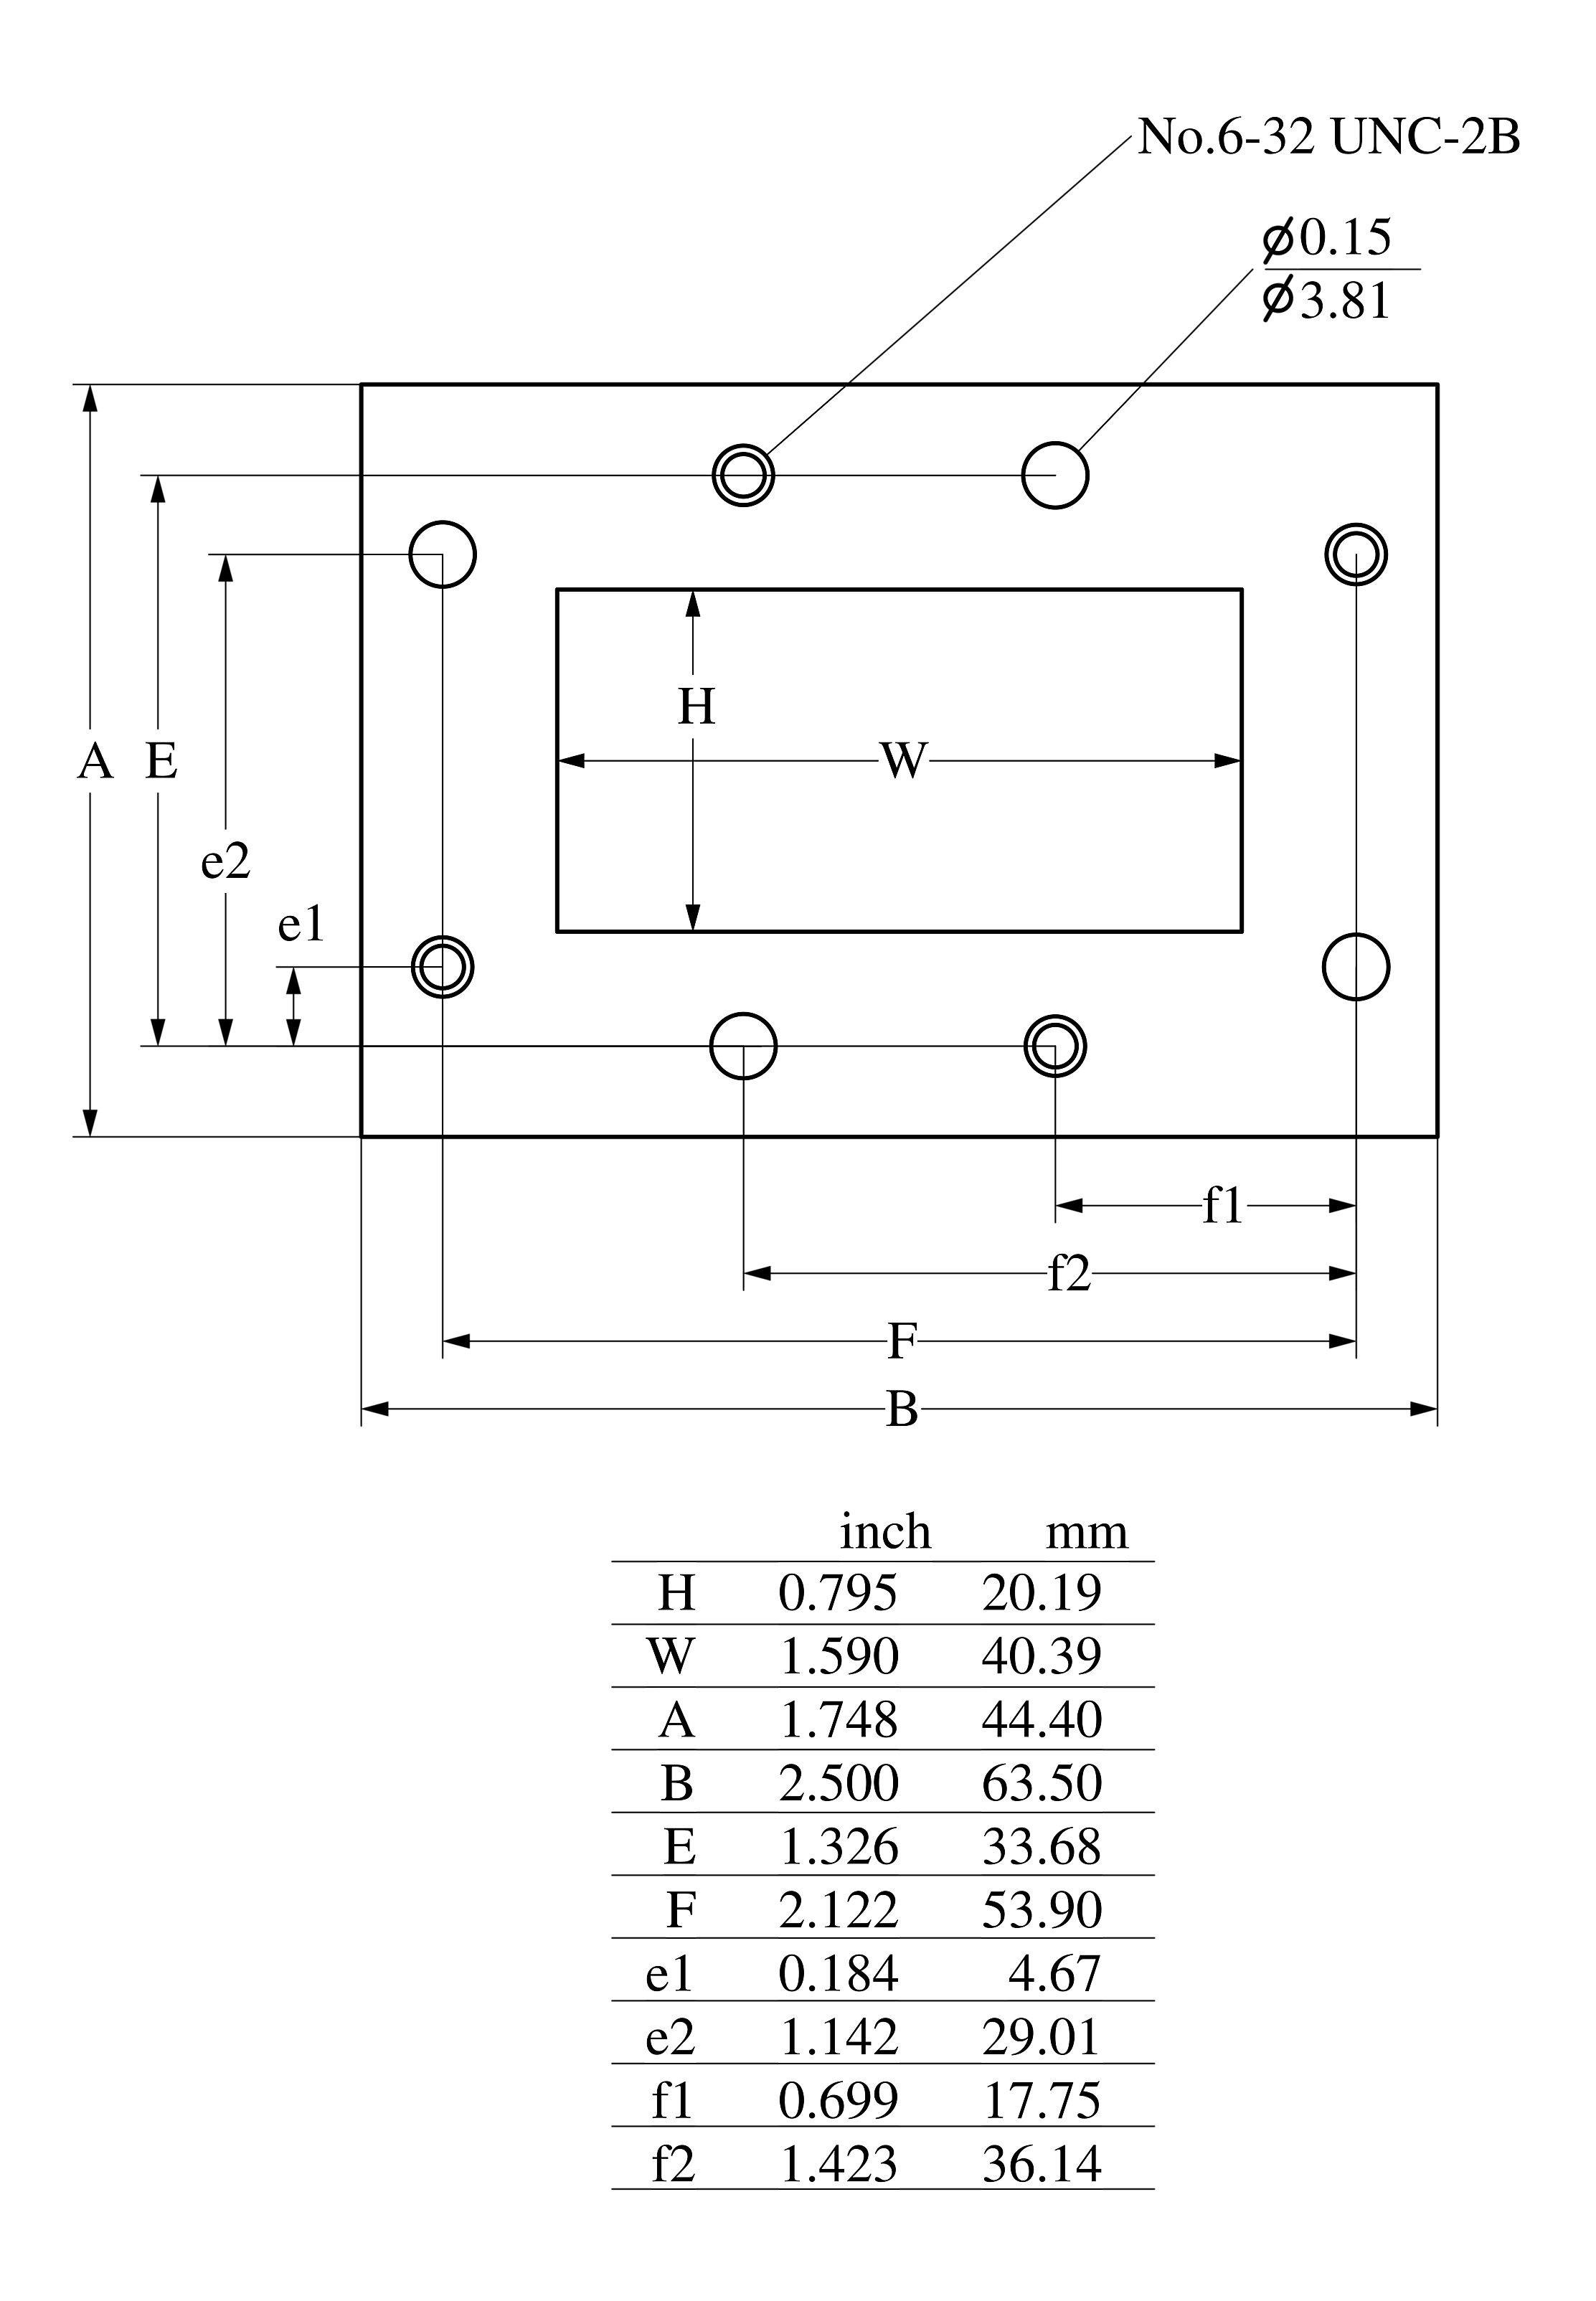 No.6-32 UNC-2B
⌀0.15
⌀3.81
H
W
A E
e2
e1
f1
f2
F
B
inch mm
H 0.795 20.19
W 1.590 40.39
A 1.748 44.40
B 2.500 63.50
E 1.326 33.68
F 2.122 53.90
e1 0.184 4.67
e2 1.142 29.01
f1 0.699 17.75
f2 1.423 36.14